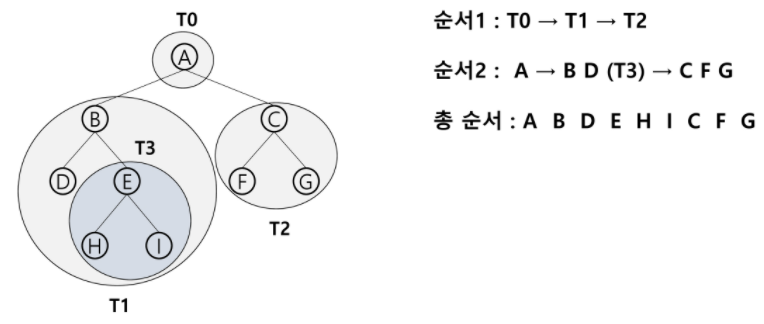 T0
A
B
C
T3
D
E
F
G
H
I
T2
T1
순서1 : T0 → T1 → T2
순서2 : A → B D (T3) → C F G
총 순서 : A B D E H I C F G